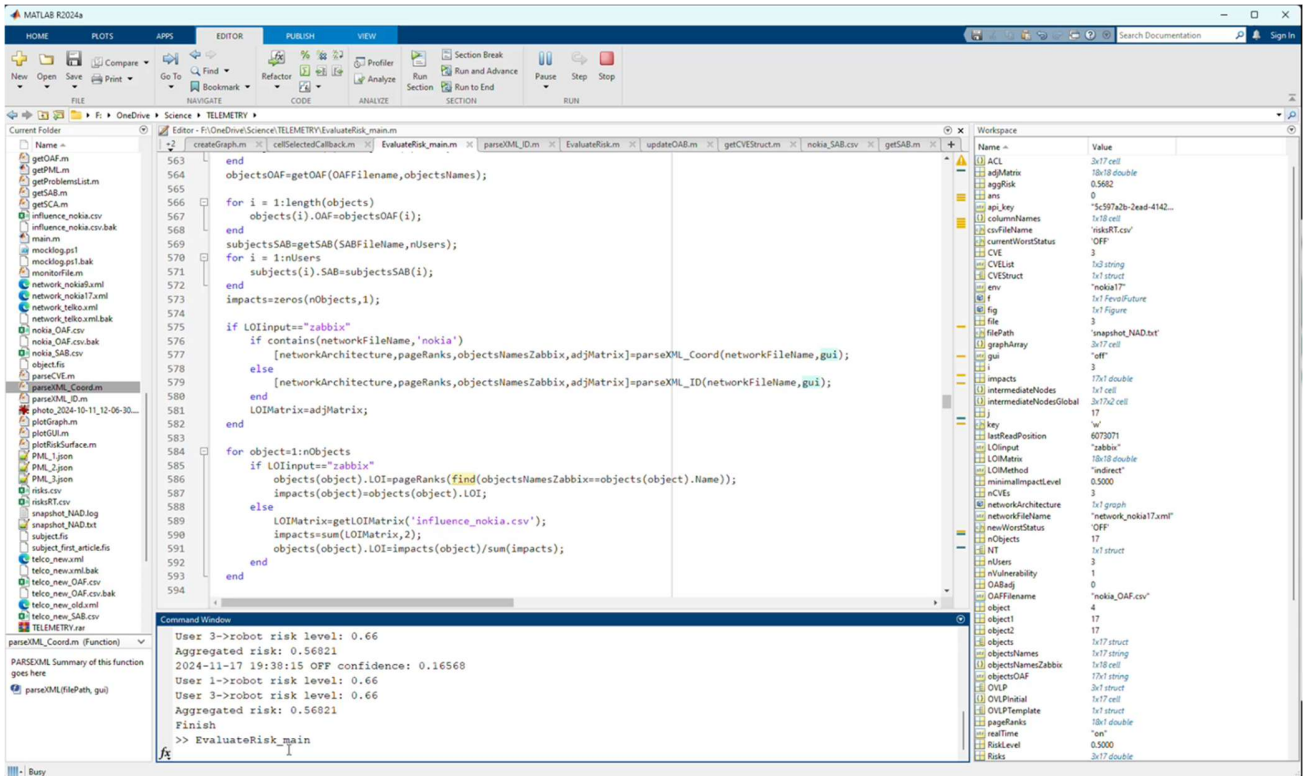 MATLAB R2024a
HOME PLOTS APPS EDITOR PUBLISH VIEW
Search Documentation
Sign In
New Open Save Compare Print
Go To Find Bookmark
Refactor
Profiler
Analyze
Run Section
Section Break
Run and Advance
Run to End
Pause Step Stop
FILE NAVIGATE CODE ANALYZE SECTION RUN
F: ▸ OneDrive ▸ Science ▸ TELEMETRY ▸
Current Folder
Name
getOAF.m
getPML.m
getProblemsList.m
getSAB.m
getSCA.m
influence_nokia.csv
influence_nokia.csv.bak
main.m
mocklog.ps1
mocklog.ps1.bak
monitorFile.m
network_nokia9.xml
network_nokia17.xml
network_telko.xml
network_telko.xml.bak
nokia_OAF.csv
nokia_OAF.csv.bak
nokia_SAB.csv
object.fis
parseCVE.m
parseXML_Coord.m
parseXML_ID.m
photo_2024-10-11_12-06-30....
plotGraph.m
plotGUI.m
plotRiskSurface.m
PML_1.json
PML_2.json
PML_3.json
risks.csv
risksRT.csv
snapshot_NAD.log
snapshot_NAD.txt
subject.fis
subject_first_article.fis
telco_new.xml
telco_new.xml.bak
telco_new_OAF.csv
telco_new_OAF.csv.bak
telco_new_old.xml
telco_new_SAB.csv
TELEMETRY.rar
parseXML_Coord.m (Function)
PARSEXML Summary of this function
goes here
parseXML(filePath, gui)
Editor - F:\OneDrive\Science\TELEMETRY\EvaluateRisk_main.m
+2 createGraph.m cellSelectedCallback.m EvaluateRisk_main.m parseXML_ID.m EvaluateRisk.m updateOAB.m getCVEStruct.m nokia_SAB.csv getSAB.m
563 end
564 objectsOAF=getOAF(OAFFilename,objectsNames);
565
566 for i = 1:length(objects)
567 objects(i).OAF=objectsOAF(i);
568 end
569 subjectsSAB=getSAB(SABFileName,nUsers);
570 for i = 1:nUsers
571 subjects(i).SAB=subjectsSAB(i);
572 end
573 impacts=zeros(nObjects,1);
574
575 if LOIinput=="zabbix"
576 if contains(networkFileName,'nokia')
577 [networkArchitecture,pageRanks,objectsNamesZabbix,adjMatrix]=parseXML_Coord(networkFileName,gui);
578 else
579 [networkArchitecture,pageRanks,objectsNamesZabbix,adjMatrix]=parseXML_ID(networkFileName,gui);
580 end
581 LOIMatrix=adjMatrix;
582 end
583
584 for object=1:nObjects
585 if LOIinput=="zabbix"
586 objects(object).LOI=pageRanks(find(objectsNamesZabbix==objects(object).Name));
587 impacts(object)=objects(object).LOI;
588 else
589 LOIMatrix=getLOIMatrix('influence_nokia.csv');
590 impacts=sum(LOIMatrix,2);
591 objects(object).LOI=impacts(object)/sum(impacts);
592 end
593 end
594
Command Window
User 3->robot risk level: 0.66
Aggregated risk: 0.56821
2024-11-17 19:38:15 OFF confidence: 0.16568
User 1->robot risk level: 0.66
User 3->robot risk level: 0.66
Aggregated risk: 0.56821
Finish
>> EvaluateRisk_main
fx
Workspace
Name Value
ACL 3x17 cell
adjMatrix 18x18 double
aggRisk 0.5682
ans 0
api_key "5c597a2b-2ead-4142...
columnNames 1x18 cell
csvFileName 'risksRT.csv'
currentWorstStatus 'OFF'
CVE 3
CVEList 1x3 string
CVEStruct 1x1 struct
env "nokia17"
f 1x1 FevalFuture
fig 1x1 Figure
file 3
filePath 'snapshot_NAD.txt'
graphArray 3x17 cell
gui "off"
i 3
impacts 17x1 double
intermediateNodes 1x1 cell
intermediateNodesGlobal 3x17x2 cell
j 17
key 'w'
lastReadPosition 6073071
LOIinput "zabbix"
LOIMatrix 18x18 double
LOIMethod "indirect"
minimalImpactLevel 0.5000
nCVEs 3
networkArchitecture 1x1 graph
networkFileName "network_nokia17.xml"
newWorstStatus 'OFF'
nObjects 17
NT 1x1 struct
nUsers 3
nVulnerability 1
OABadj 0
OAFFilename "nokia_OAF.csv"
object 4
object1 17
object2 17
objects 1x17 struct
objectsNames 1x17 string
objectsNamesZabbix 1x18 cell
objectsOAF 17x1 string
OVLP 3x1 struct
OVLPInitial 1x17 cell
OVLPTemplate 1x1 struct
pageRanks 18x1 double
realTime "on"
RiskLevel 0.5000
Risks 3x17 double
Busy